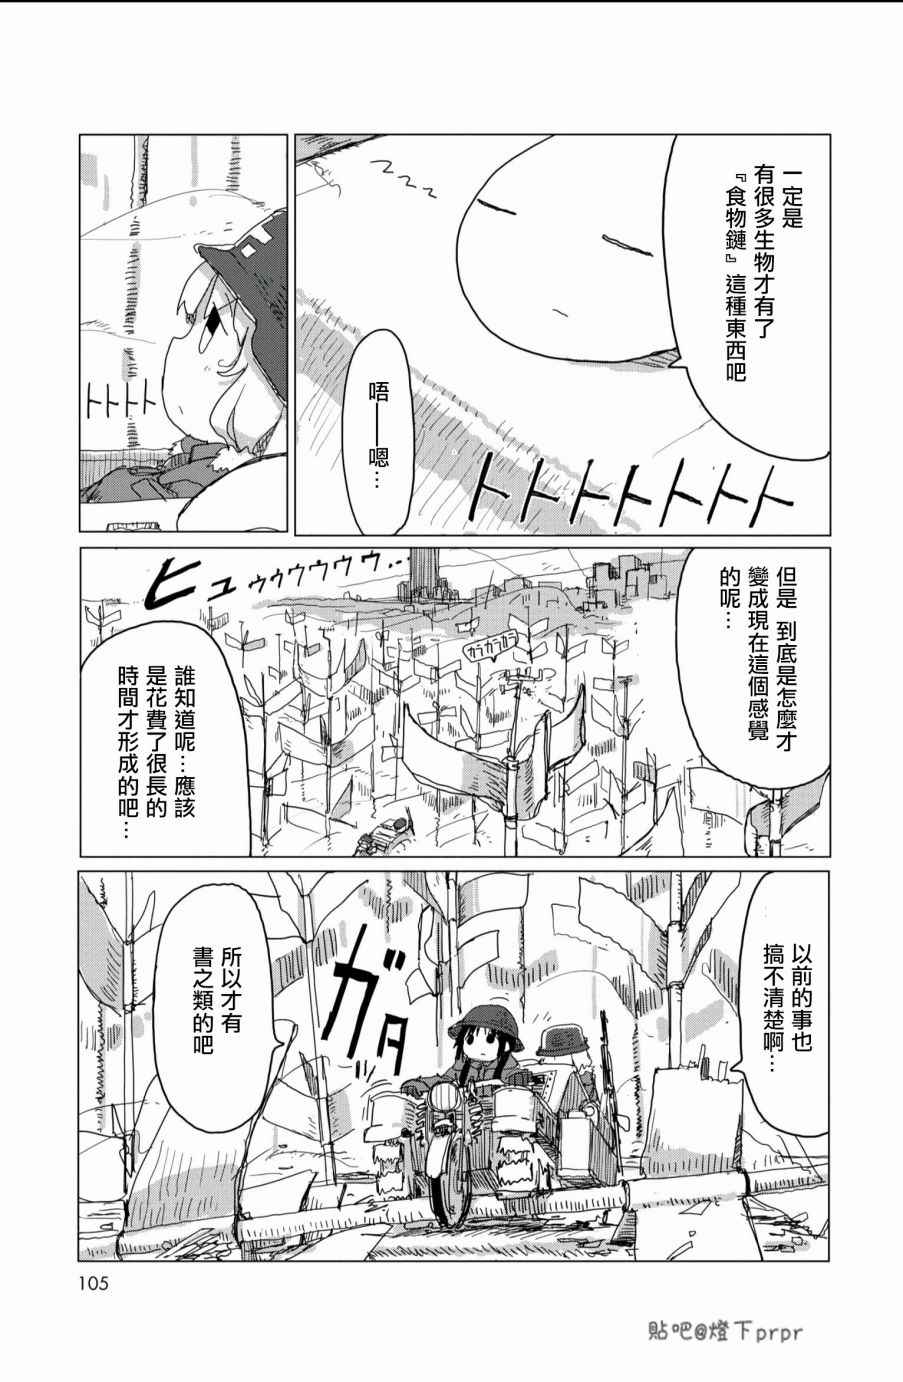 一定是
有很多生物才有了
『食物鏈』這種東西吧
唔──嗯…
トトトトトトト
トトトト
但是 到底是怎麼才
變成現在這個感覺
的呢…
カラカラカラ
ヒュゥゥウウウゥ…
誰知道呢…應該
是花費了很長的
時間才形成的吧…
以前的事也
搞不清楚啊…
ガタ
所以才有
書之類的吧
105
貼吧@燈下prpr